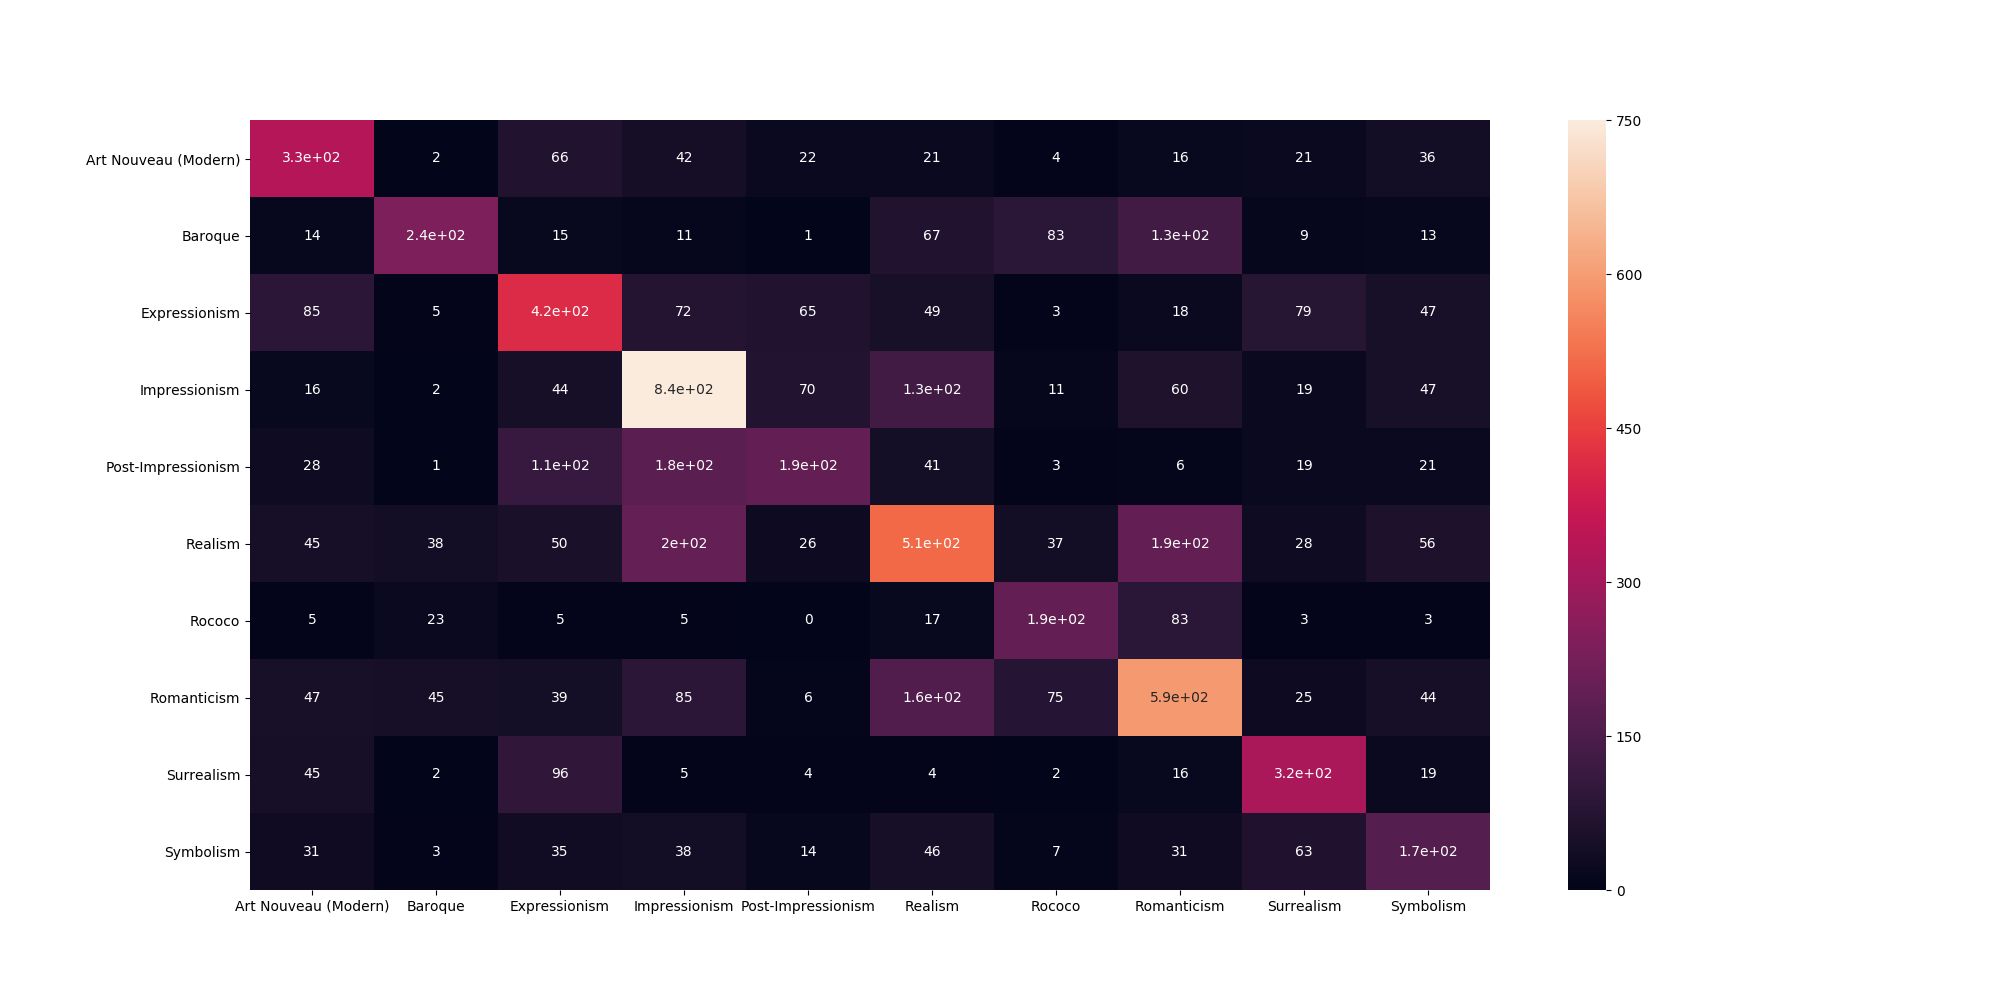 750
Art Nouveau (Modern) 3.3e+02 2 66 42 22 21 4 16 21 36
Baroque 14 2.4e+02 15 11 1 67 83 1.3e+02 9 13
600
Expressionism 85 5 4.2e+02 72 65 49 3 18 79 47
Impressionism 16 2 44 8.4e+02 70 1.3e+02 11 60 19 47
450
Post-Impressionism 28 1 1.1e+02 1.8e+02 1.9e+02 41 3 6 19 21
Realism 45 38 50 2e+02 26 5.1e+02 37 1.9e+02 28 56
300
Rococo 5 23 5 5 0 17 1.9e+02 83 3 3
Romanticism 47 45 39 85 6 1.6e+02 75 5.9e+02 25 44
150
Surrealism 45 2 96 5 4 4 2 16 3.2e+02 19
Symbolism 31 3 35 38 14 46 7 31 63 1.7e+02
0
Art Nouveau (Modern) Baroque Expressionism Impressionism Post-Impressionism Realism Rococo Romanticism Surrealism Symbolism